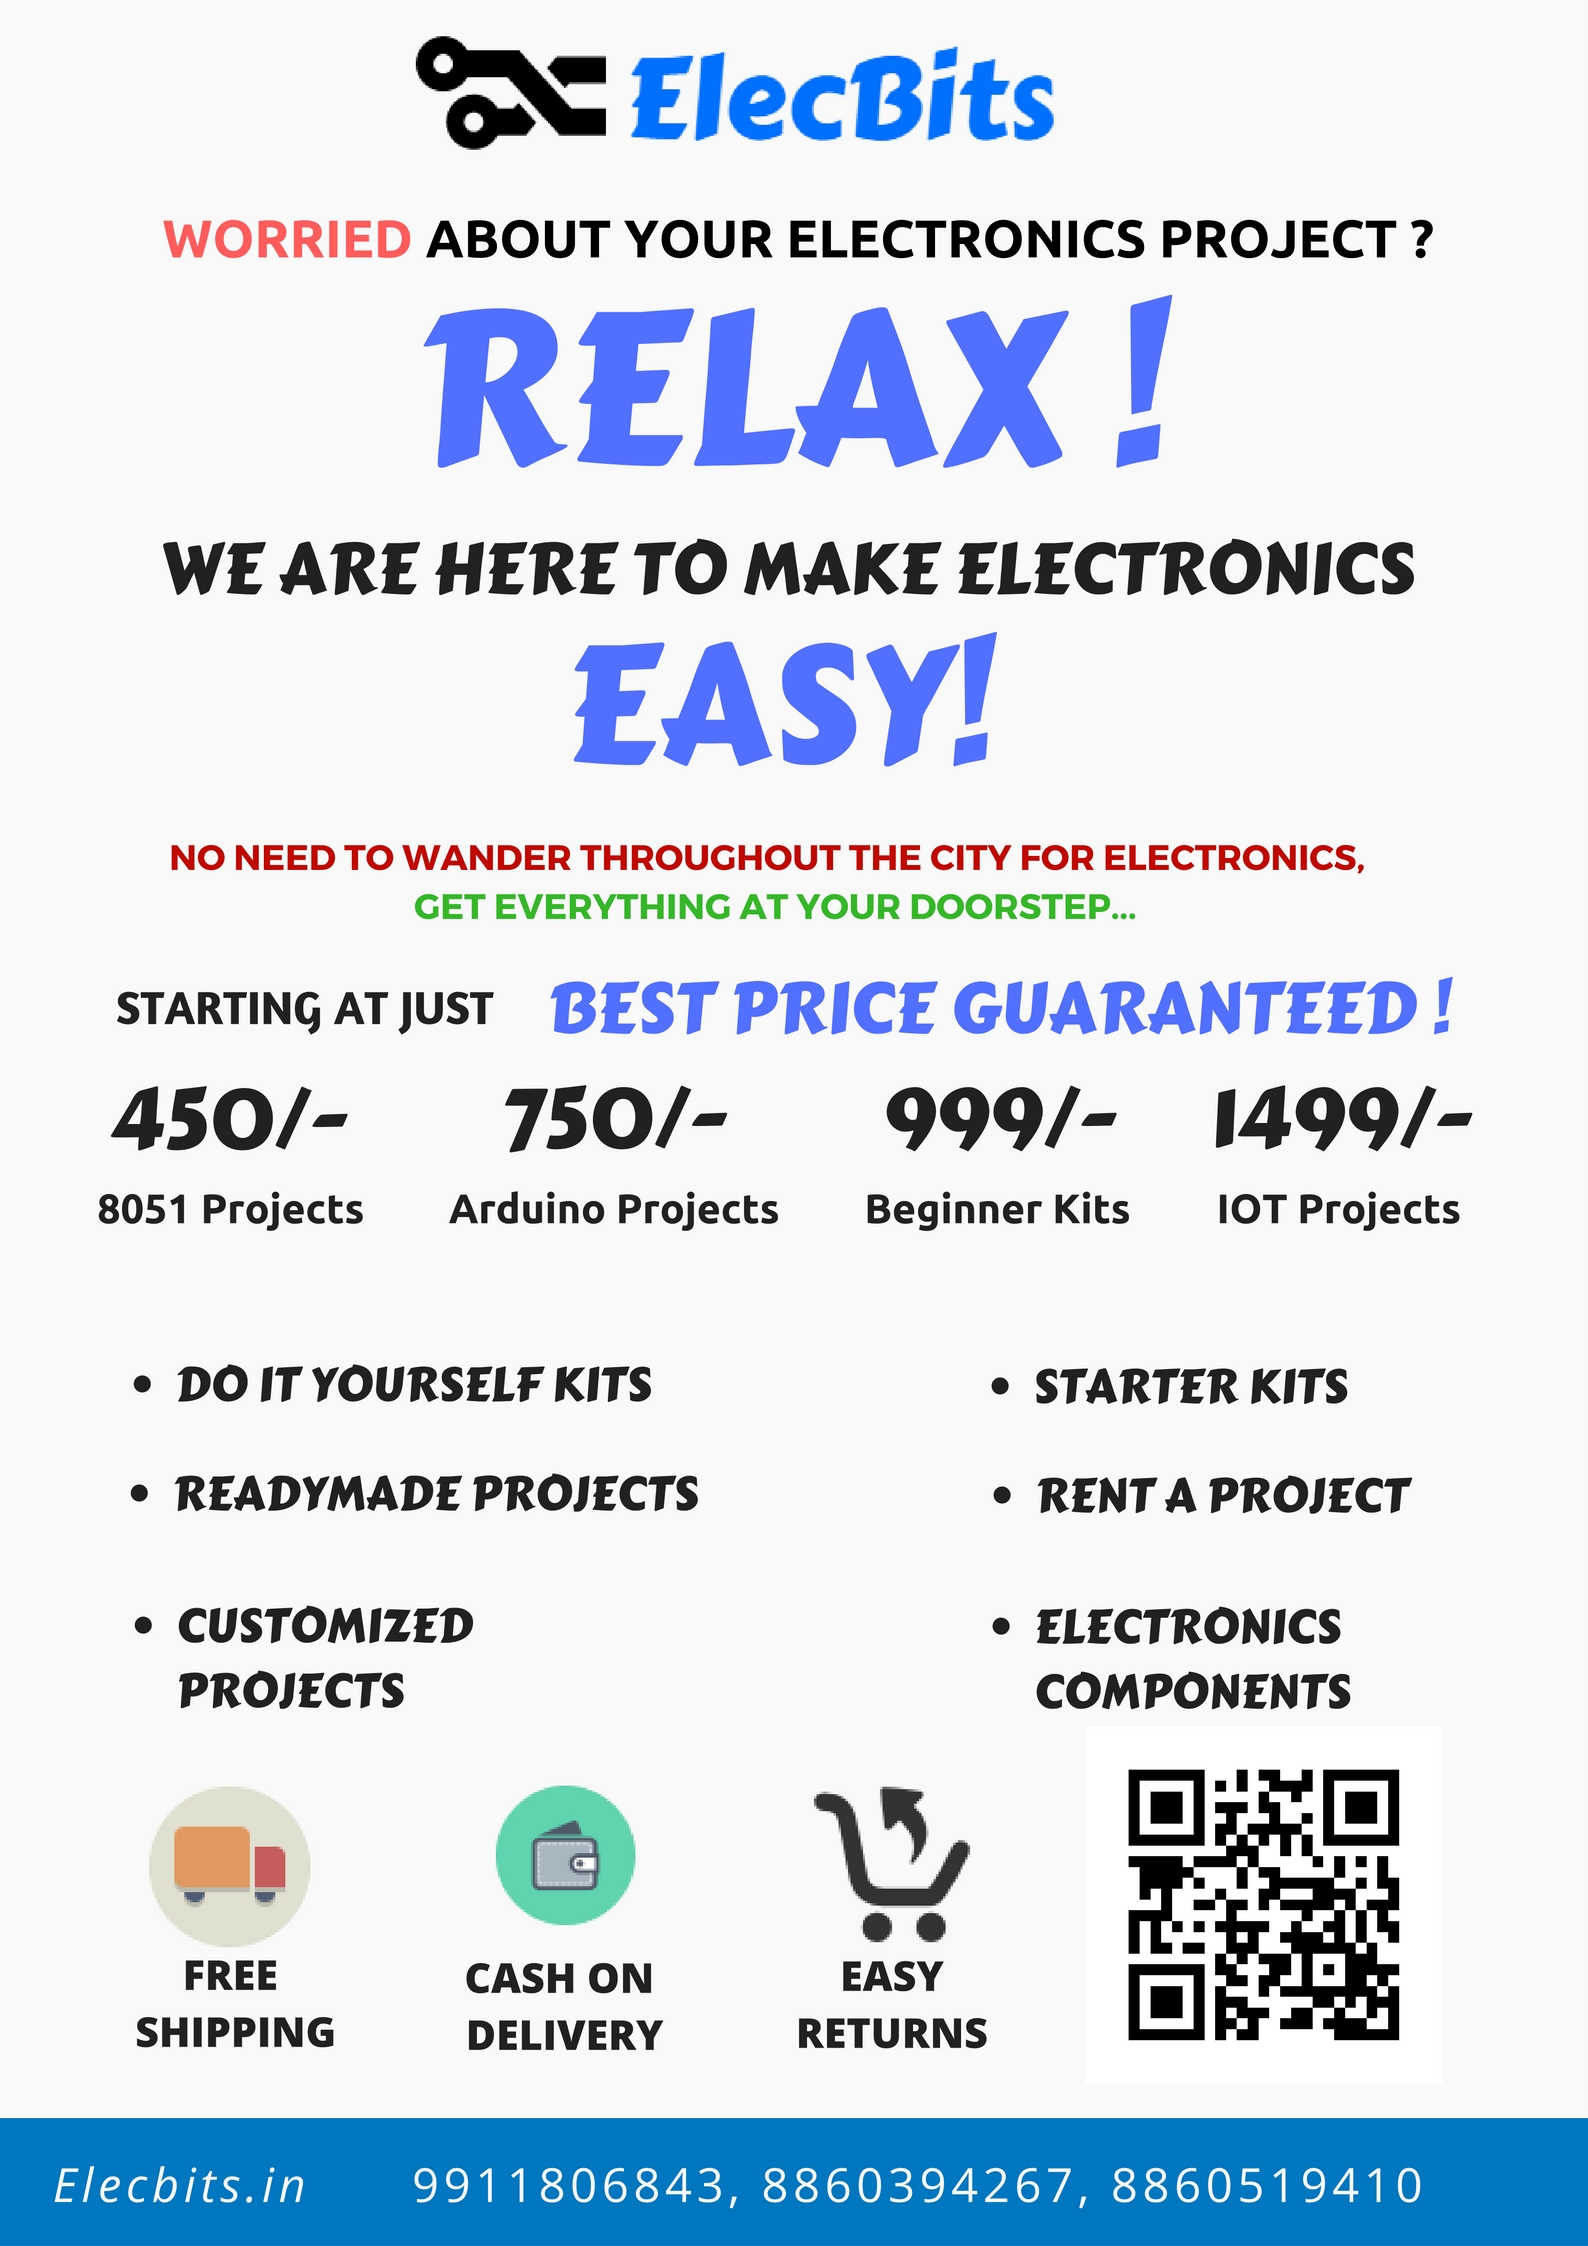 ElecBits
WORRIED ABOUT YOUR ELECTRONICS PROJECT ?
RELAX !
WE ARE HERE TO MAKE ELECTRONICS
EASY!
NO NEED TO WANDER THROUGHOUT THE CITY FOR ELECTRONICS,
GET EVERYTHING AT YOUR DOORSTEP...
STARTING AT JUST BEST PRICE GUARANTEED !
450/- 750/- 999/- 1499/-
8051 Projects Arduino Projects Beginner Kits IOT Projects
• DO IT YOURSELF KITS
• READYMADE PROJECTS
• CUSTOMIZED
PROJECTS
• STARTER KITS
• RENT A PROJECT
• ELECTRONICS
COMPONENTS
FREE
SHIPPING
CASH ON
DELIVERY
EASY
RETURNS
Elecbits.in 9911806843, 8860394267, 8860519410